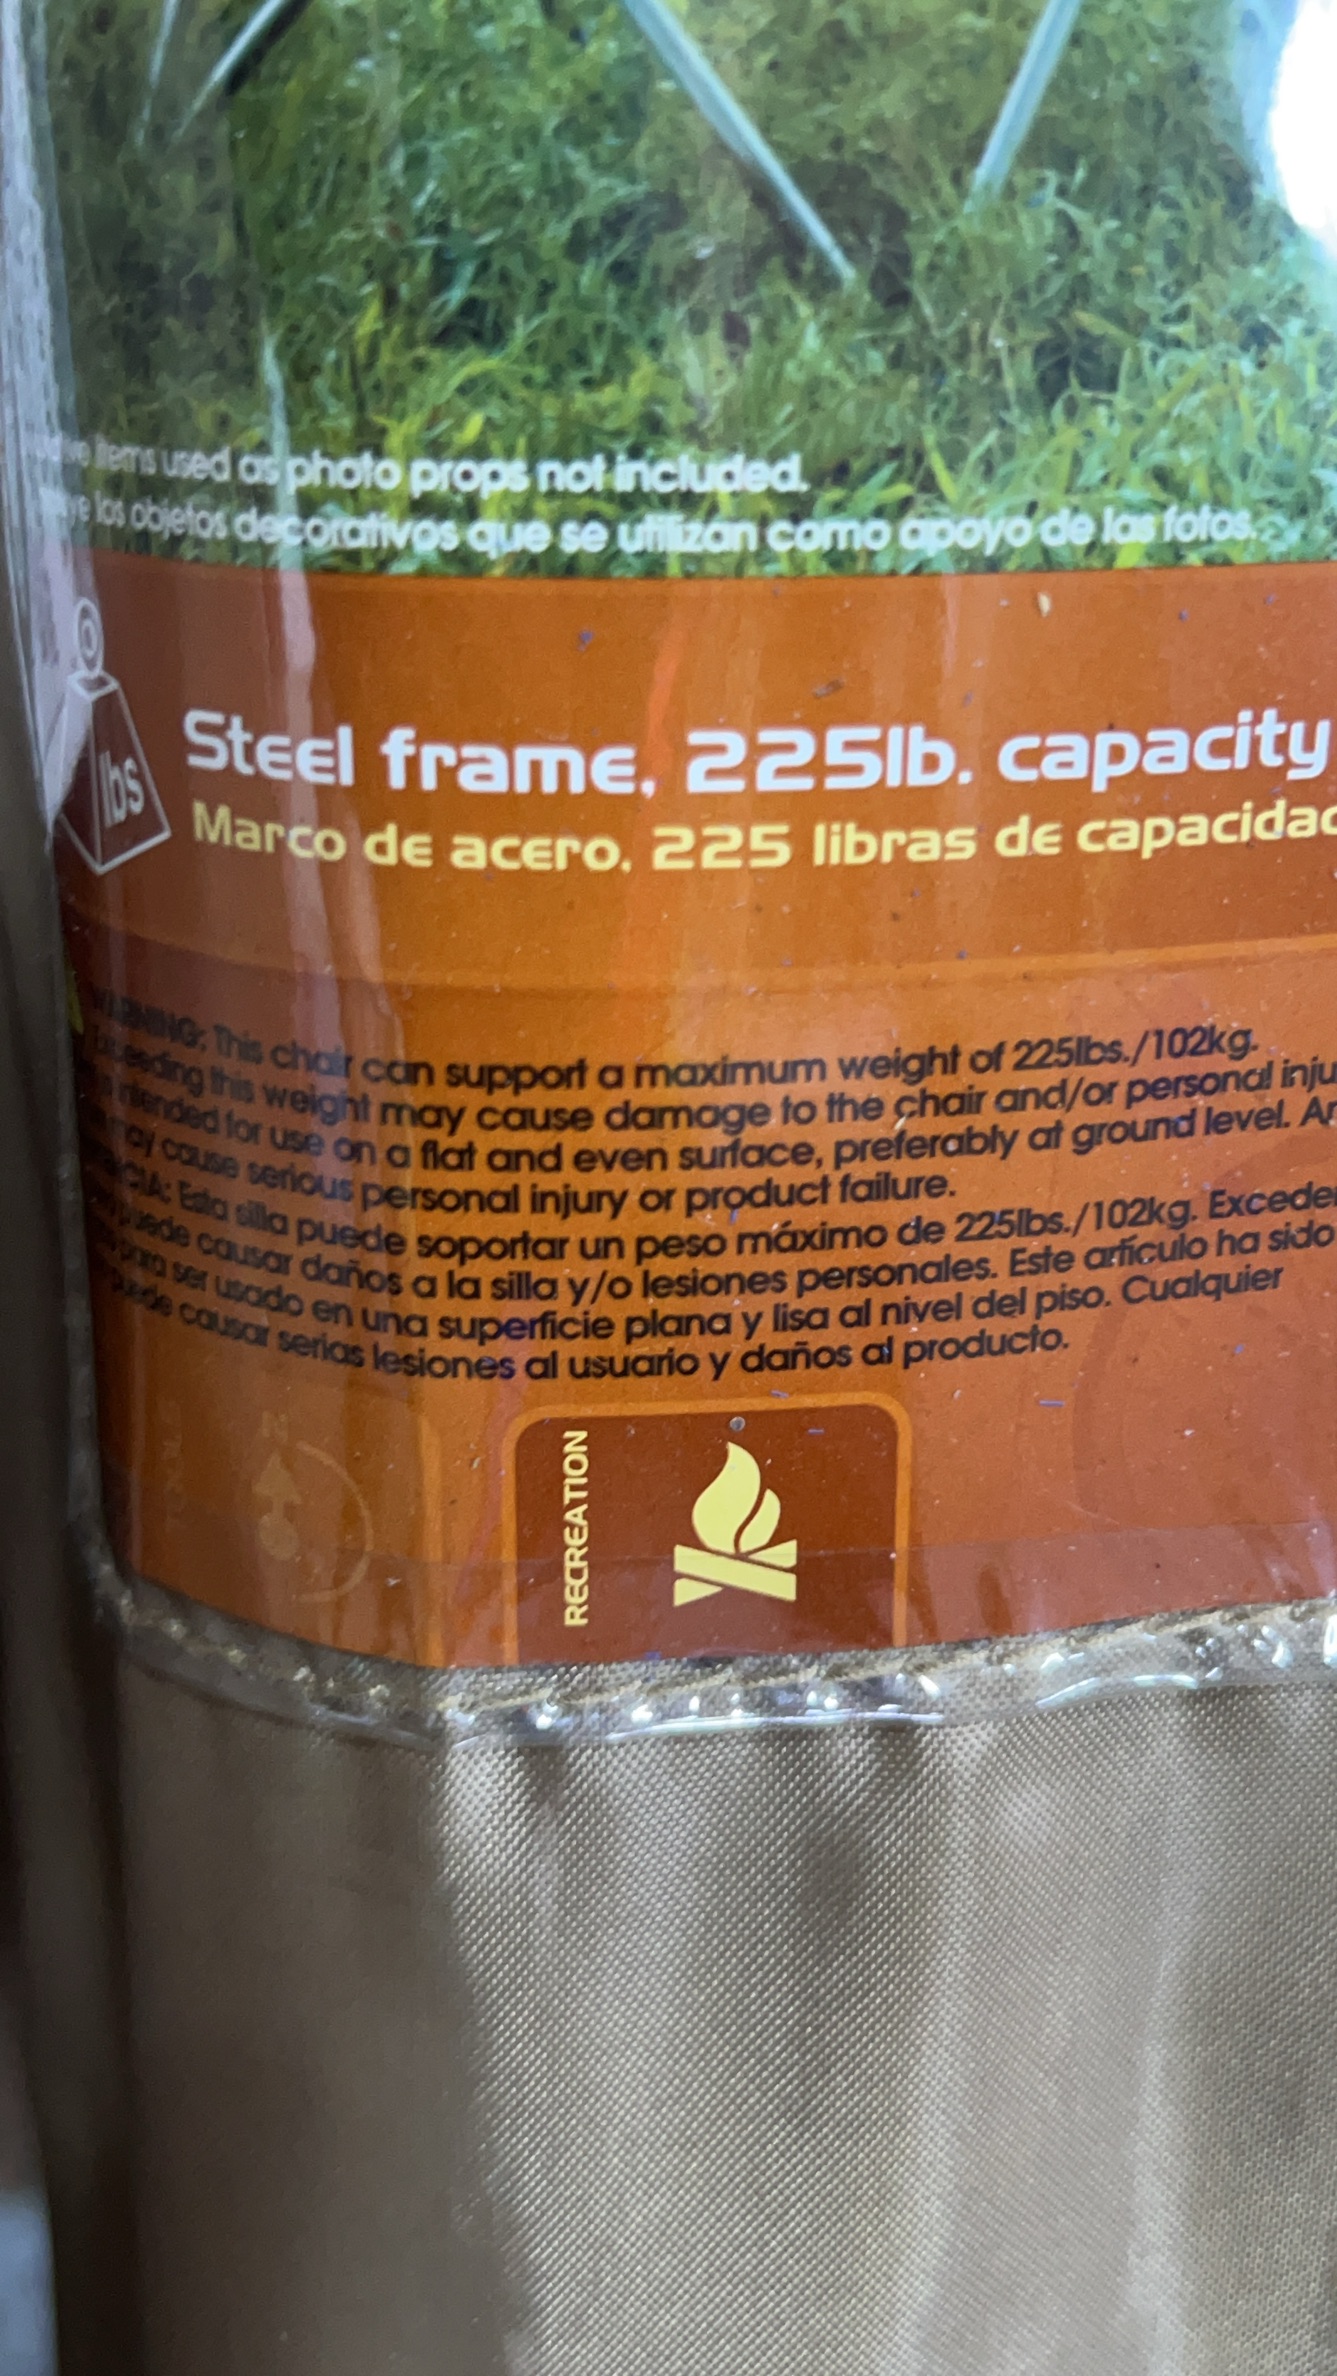 items used as photo props not included.
los objetos decorativos que se utilizan como apoyo de las fotos.
lbs
Steel frame, 225lb. capacity
Marco de acero, 225 libras de capacidad
WARNING: This chair can support a maximum weight of 225lbs./102kg.
this weight may cause damage to the chair and/or personal inju
intended for use on a flat and even surface, preferably at ground level. An
may cause serious personal injury or product failure.
Esta silla puede soportar un peso máximo de 225lbs./102kg. Exceder
puede causar daños a la silla y/o lesiones personales. Este artículo ha sido
para ser usado en una superficie plana y lisa al nivel del piso. Cualquier
puede causar serias lesiones al usuario y daños al producto.
RECREATION